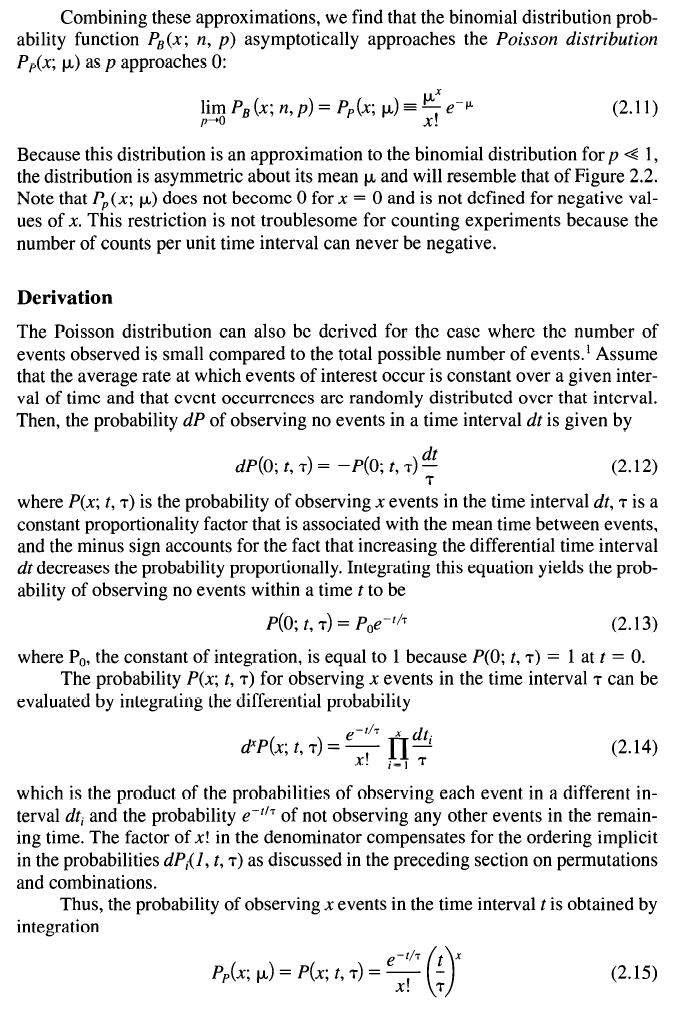 Combining these approximations, we find that the binomial distribution prob-
ability function P_B(x; n, p) asymptotically approaches the Poisson distribution
P_P(x; μ) as p approaches 0:
lim_{p→0} P_B (x; n, p) = P_P (x; μ) ≡ μ^x/x! e^{-μ} (2.11)
Because this distribution is an approximation to the binomial distribution for p ≪ 1,
the distribution is asymmetric about its mean μ and will resemble that of Figure 2.2.
Note that P_p (x; μ) does not become 0 for x = 0 and is not defined for negative val-
ues of x. This restriction is not troublesome for counting experiments because the
number of counts per unit time interval can never be negative.
Derivation
The Poisson distribution can also be derived for the case where the number of
events observed is small compared to the total possible number of events.¹ Assume
that the average rate at which events of interest occur is constant over a given inter-
val of time and that event occurrences are randomly distributed over that interval.
Then, the probability dP of observing no events in a time interval dt is given by
dP(0; t, τ) = −P(0; t, τ) dt/τ (2.12)
where P(x; t, τ) is the probability of observing x events in the time interval dt, τ is a
constant proportionality factor that is associated with the mean time between events,
and the minus sign accounts for the fact that increasing the differential time interval
dt decreases the probability proportionally. Integrating this equation yields the prob-
ability of observing no events within a time t to be
P(0; t, τ) = P₀e^{−t/τ} (2.13)
where P₀, the constant of integration, is equal to 1 because P(0; t, τ) = 1 at t = 0.
The probability P(x; t, τ) for observing x events in the time interval τ can be
evaluated by integrating the differential probability
d^xP(x; t, τ) = e^{−t/τ}/x! ∏_{i=1}^{x} dt_i/τ (2.14)
which is the product of the probabilities of observing each event in a different in-
terval dt_i and the probability e^{−t/τ} of not observing any other events in the remain-
ing time. The factor of x! in the denominator compensates for the ordering implicit
in the probabilities dP_i(1, t, τ) as discussed in the preceding section on permutations
and combinations.
Thus, the probability of observing x events in the time interval t is obtained by
integration
P_P(x; μ) = P(x; t, τ) = e^{−t/τ}/x! (t/τ)^x (2.15)